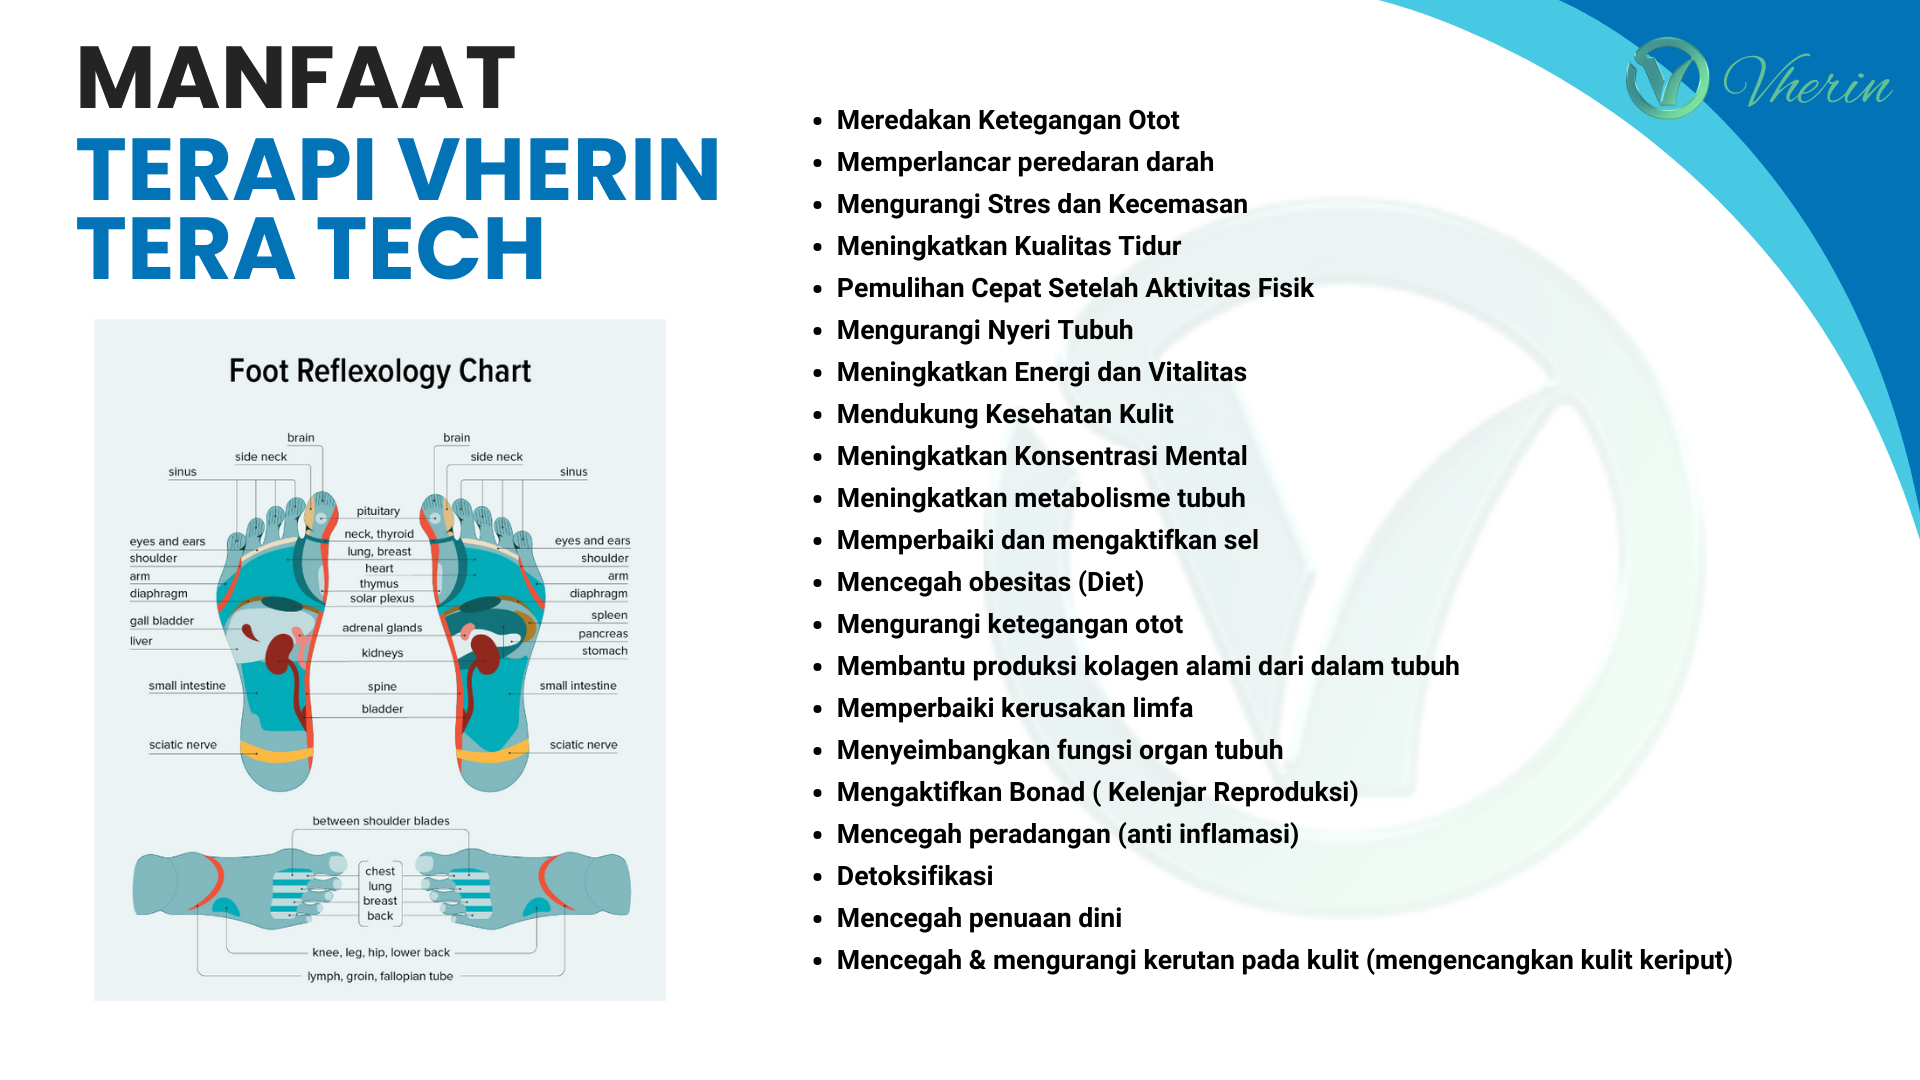 MANFAAT
TERAPI VHERIN
TERA TECH
Vherin
Foot Reflexology Chart
brain
brain
side neck
side neck
sinus
sinus
pituitary
neck, thyroid
lung, breast
heart
thymus
solar plexus
adrenal glands
kidneys
spine
bladder
eyes and ears
shoulder
arm
diaphragm
gall bladder
liver
small intestine
sciatic nerve
eyes and ears
shoulder
arm
diaphragm
spleen
pancreas
stomach
small intestine
sciatic nerve
between shoulder blades
chest
lung
breast
back
knee, leg, hip, lower back
lymph, groin, fallopian tube
• Meredakan Ketegangan Otot
• Memperlancar peredaran darah
• Mengurangi Stres dan Kecemasan
• Meningkatkan Kualitas Tidur
• Pemulihan Cepat Setelah Aktivitas Fisik
• Mengurangi Nyeri Tubuh
• Meningkatkan Energi dan Vitalitas
• Mendukung Kesehatan Kulit
• Meningkatkan Konsentrasi Mental
• Meningkatkan metabolisme tubuh
• Memperbaiki dan mengaktifkan sel
• Mencegah obesitas (Diet)
• Mengurangi ketegangan otot
• Membantu produksi kolagen alami dari dalam tubuh
• Memperbaiki kerusakan limfa
• Menyeimbangkan fungsi organ tubuh
• Mengaktifkan Bonad ( Kelenjar Reproduksi)
• Mencegah peradangan (anti inflamasi)
• Detoksifikasi
• Mencegah penuaan dini
• Mencegah & mengurangi kerutan pada kulit (mengencangkan kulit keriput)